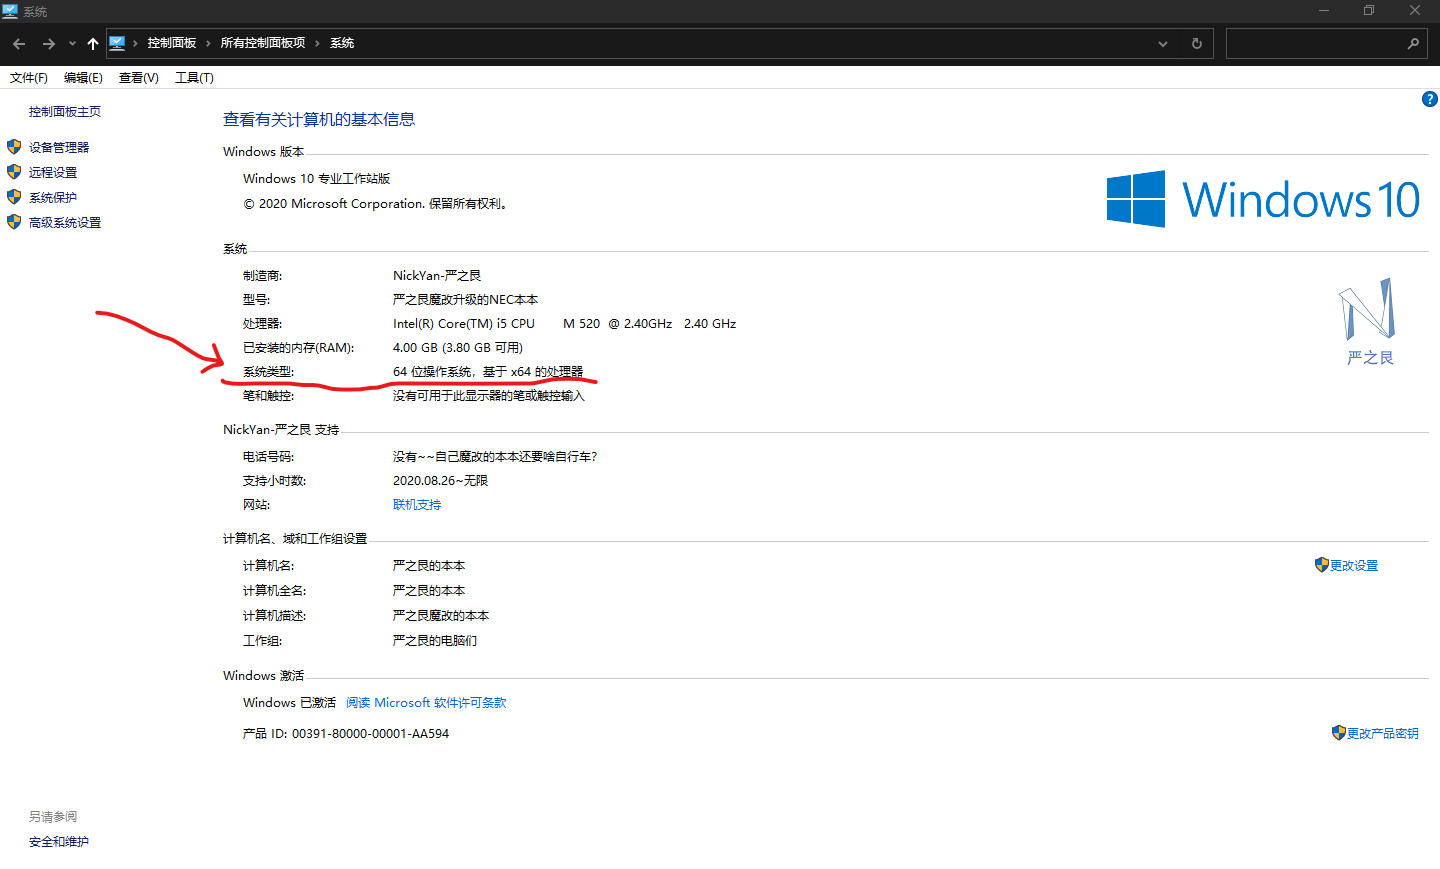 系统
控制面板 › 所有控制面板项 › 系统
文件(F) 编辑(E) 查看(V) 工具(T)
控制面板主页
设备管理器
远程设置
系统保护
高级系统设置
查看有关计算机的基本信息
Windows 版本
Windows 10 专业工作站版
© 2020 Microsoft Corporation. 保留所有权利。
Windows 10
系统
制造商: NickYan-严之艮
型号: 严之艮魔改升级的NEC本本
处理器: Intel(R) Core(TM) i5 CPU M 520 @ 2.40GHz 2.40 GHz
已安装的内存(RAM): 4.00 GB (3.80 GB 可用)
系统类型: 64 位操作系统, 基于 x64 的处理器
笔和触控: 没有可用于此显示器的笔或触控输入
严之艮
NickYan-严之艮 支持
电话号码: 没有~~自己魔改的本本还要啥自行车?
支持小时数: 2020.08.26~无限
网站: 联机支持
计算机名、域和工作组设置
计算机名: 严之艮的本本
更改设置
计算机全名: 严之艮的本本
计算机描述: 严之艮魔改的本本
工作组: 严之艮的电脑们
Windows 激活
Windows 已激活 阅读 Microsoft 软件许可条款
产品 ID: 00391-80000-00001-AA594
更改产品密钥
另请参阅
安全和维护